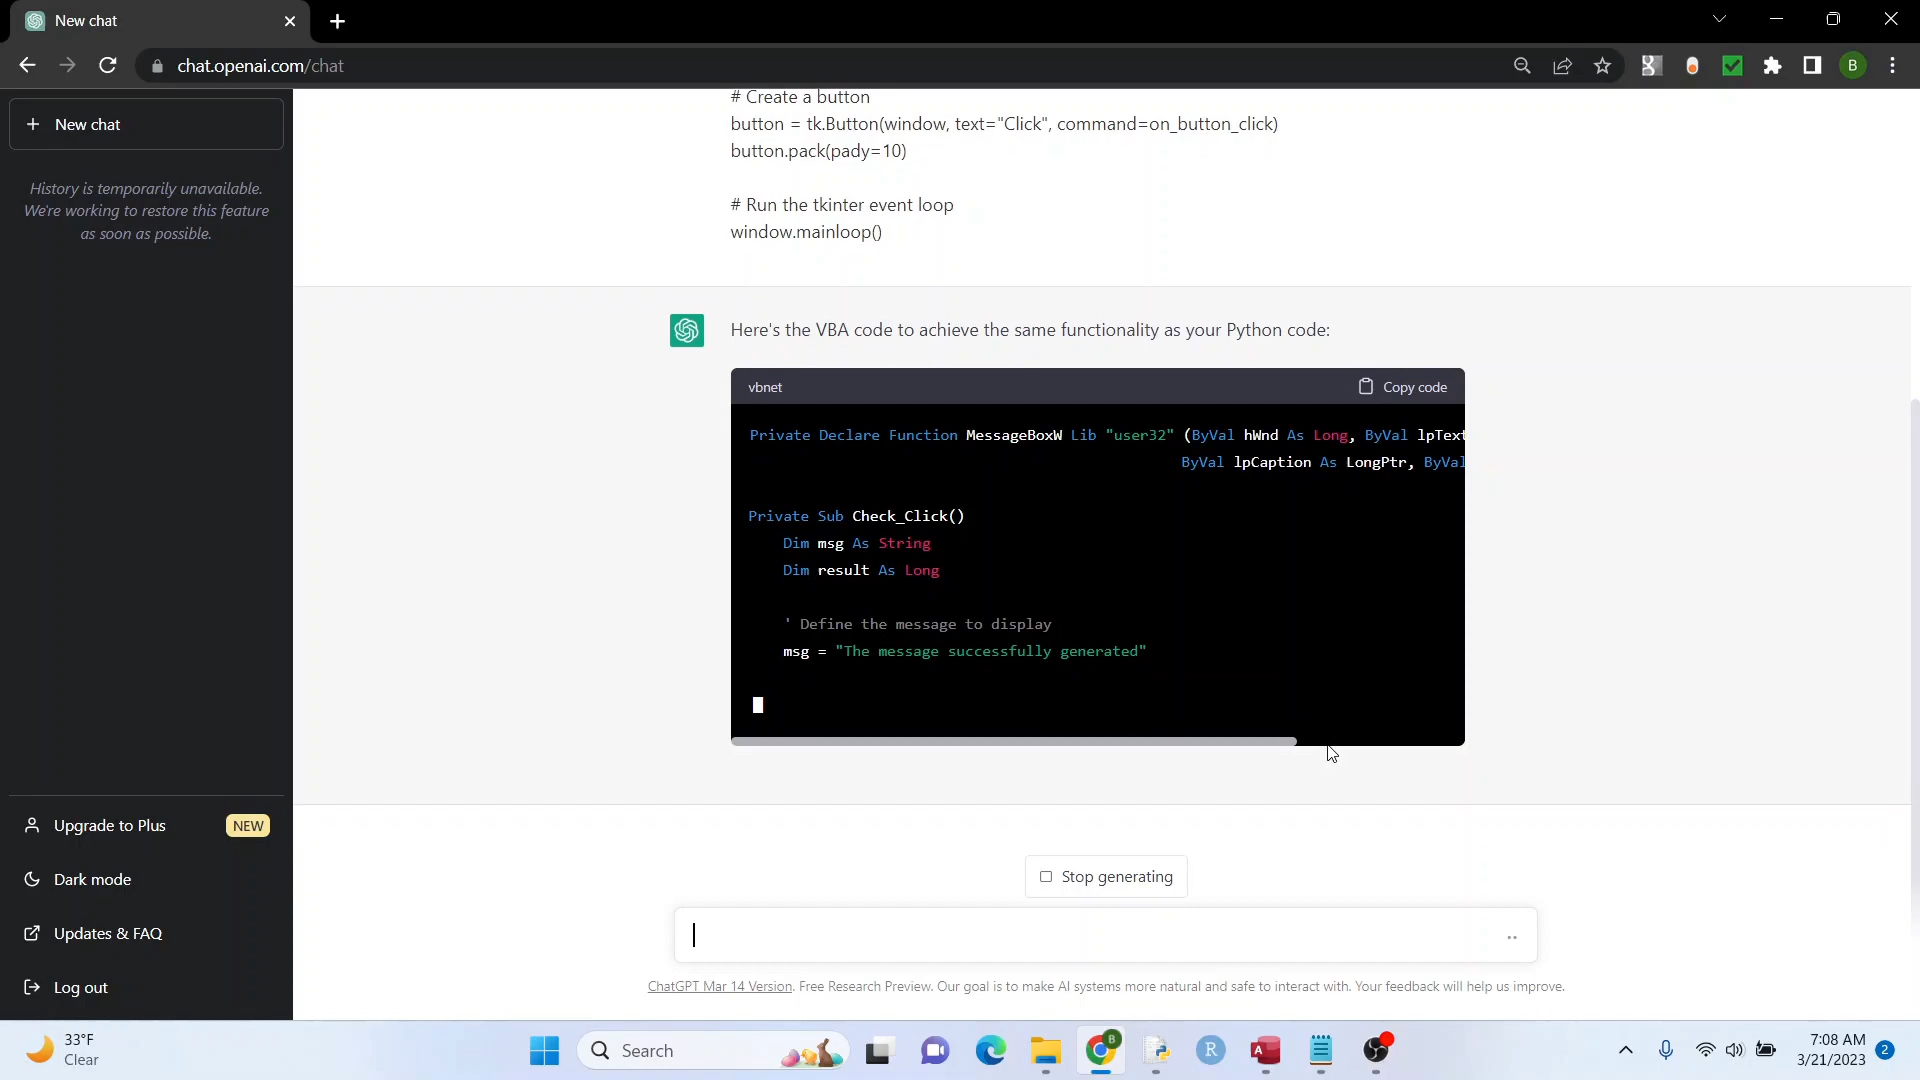 New chat
chat.openai.com/chat
B
New chat
History is temporarily unavailable.
We're working to restore this feature
as soon as possible.
Upgrade to Plus NEW
Dark mode
Updates & FAQ
Log out
# Create a button
button = tk.Button(window, text="Click", command=on_button_click)
button.pack(pady=10)
# Run the tkinter event loop
window.mainloop()
Here's the VBA code to achieve the same functionality as your Python code:
vbnet Copy code
Private Declare Function MessageBoxW Lib "user32" (ByVal hWnd As Long, ByVal lpText
ByVal lpCaption As LongPtr, ByVal
Private Sub Check_Click()
Dim msg As String
Dim result As Long
' Define the message to display
msg = "The message successfully generated"
Stop generating
ChatGPT Mar 14 Version. Free Research Preview. Our goal is to make AI systems more natural and safe to interact with. Your feedback will help us improve.
33°F
Clear
Search
B
R
A
7:08 AM
3/21/2023
2